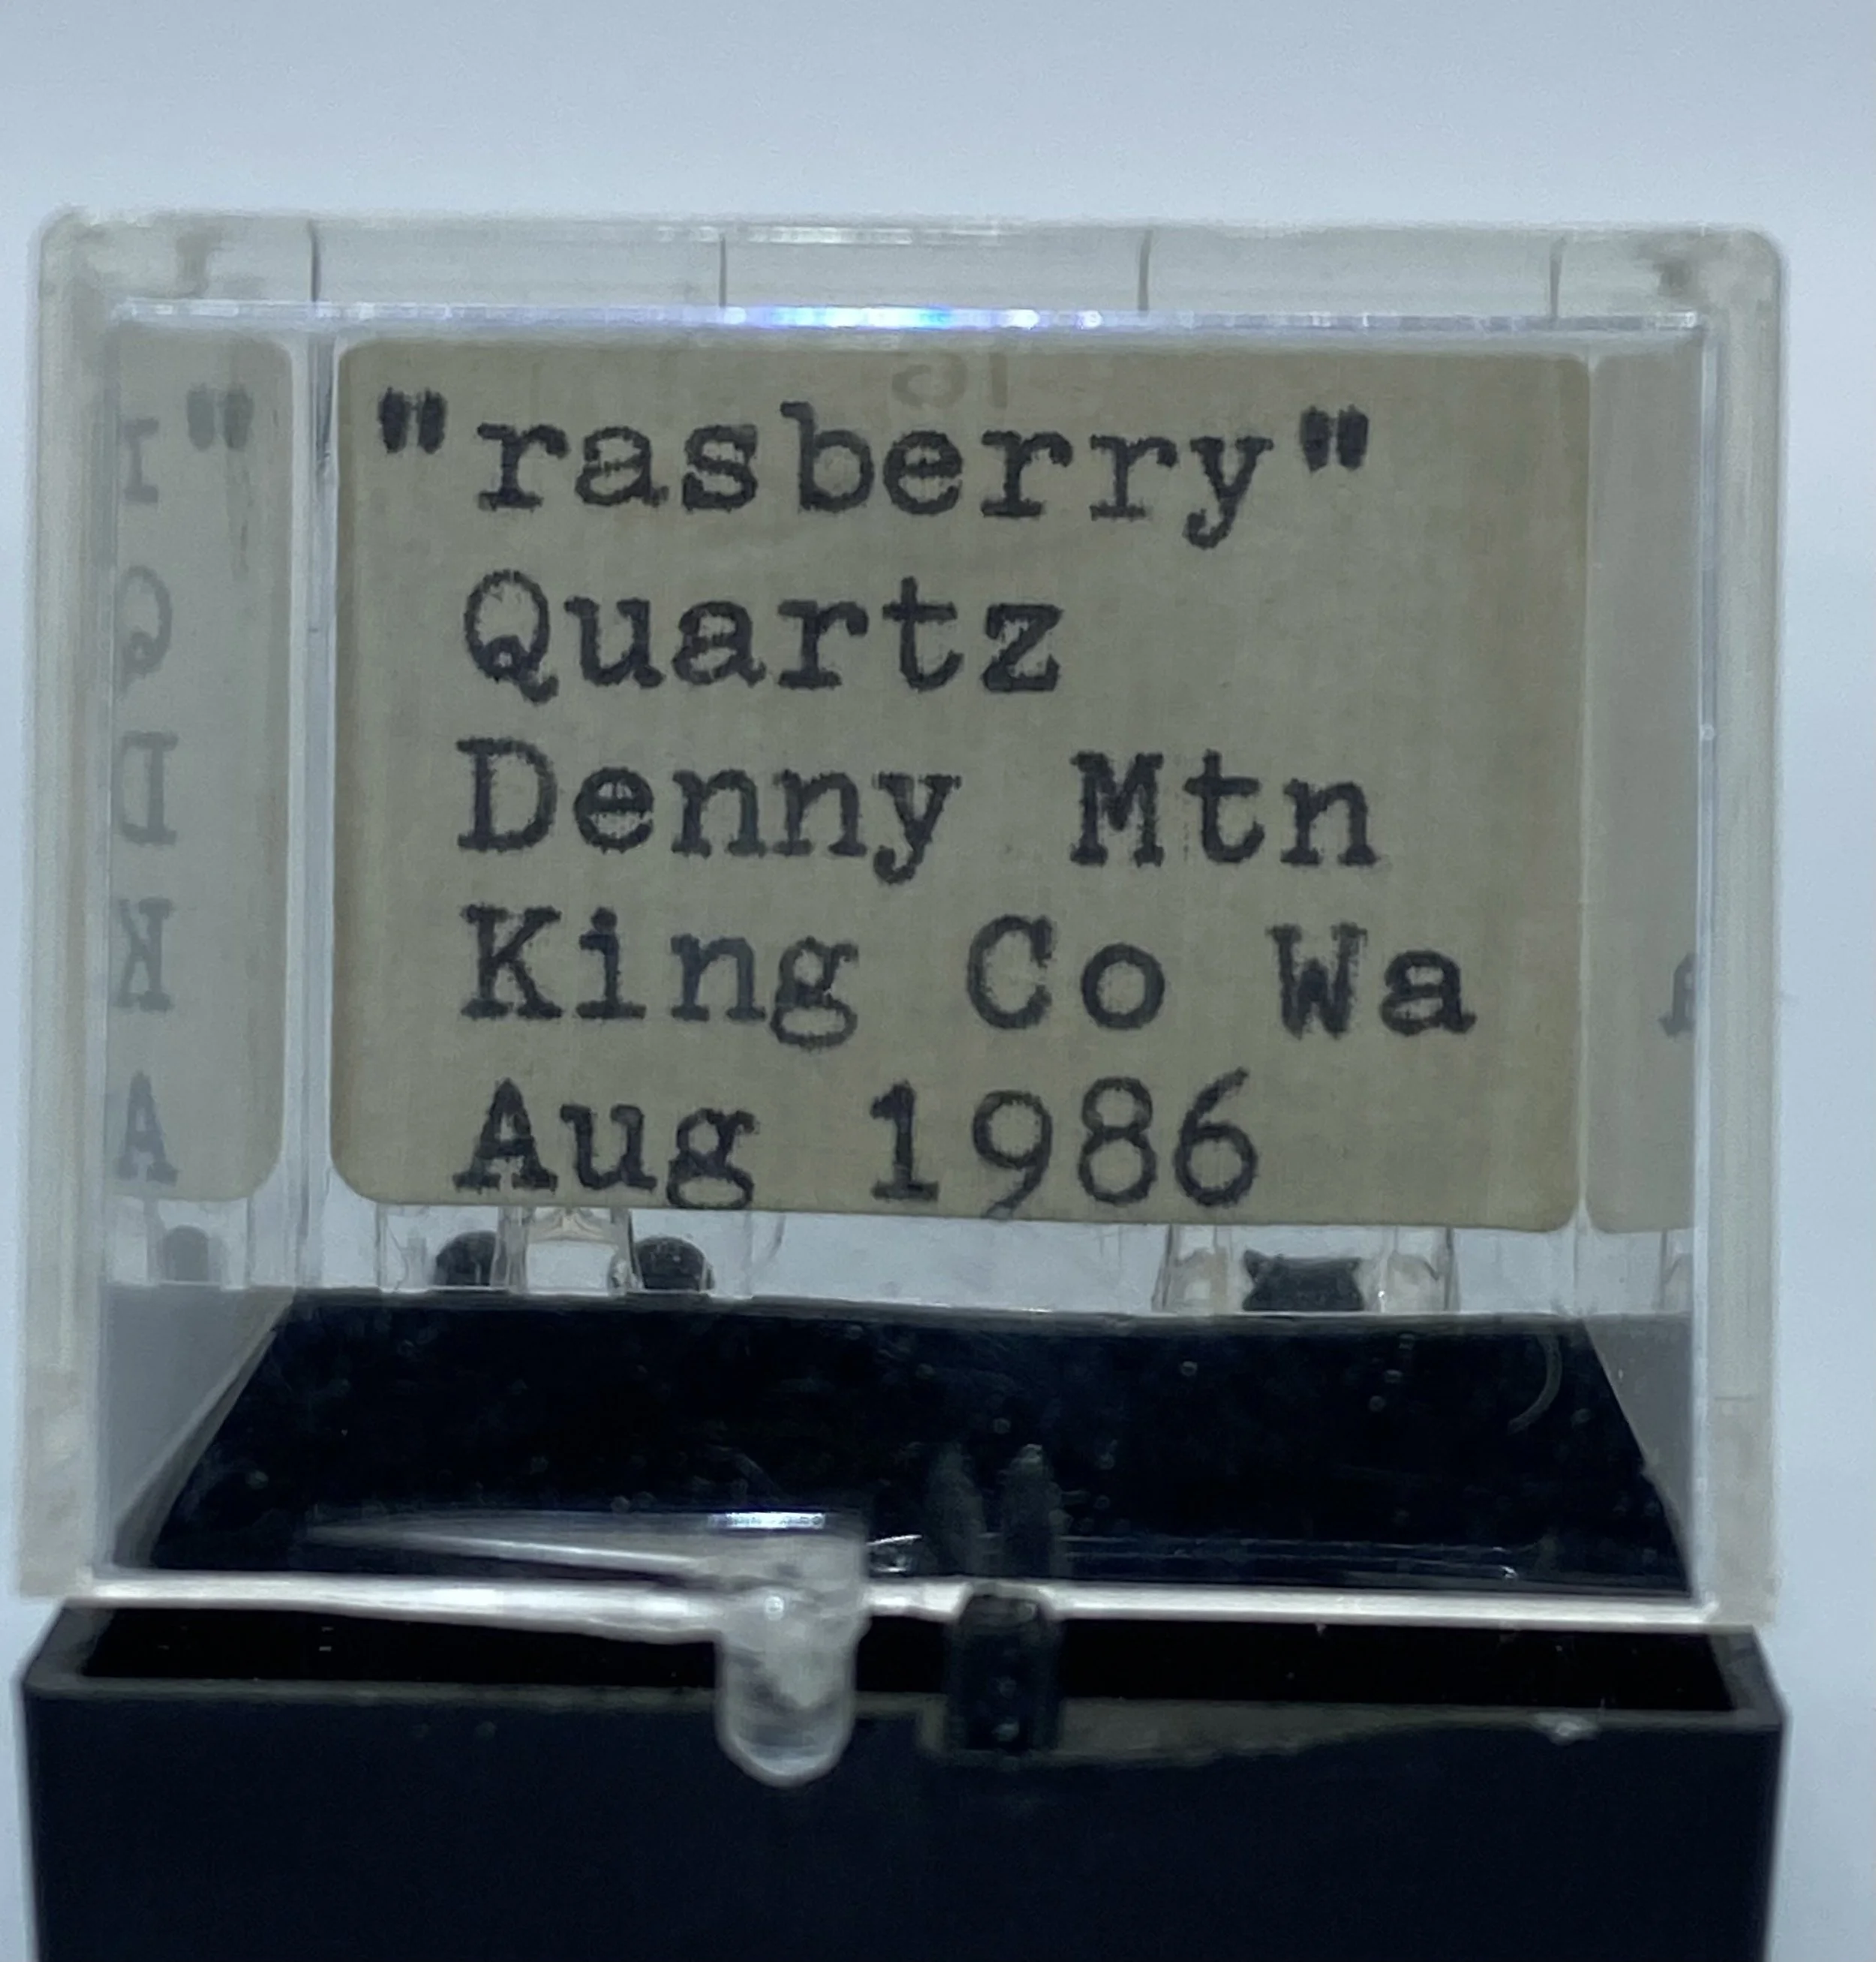 "rasberry"
Quartz
Denny Mtn
King Co Wa
Aug 1986